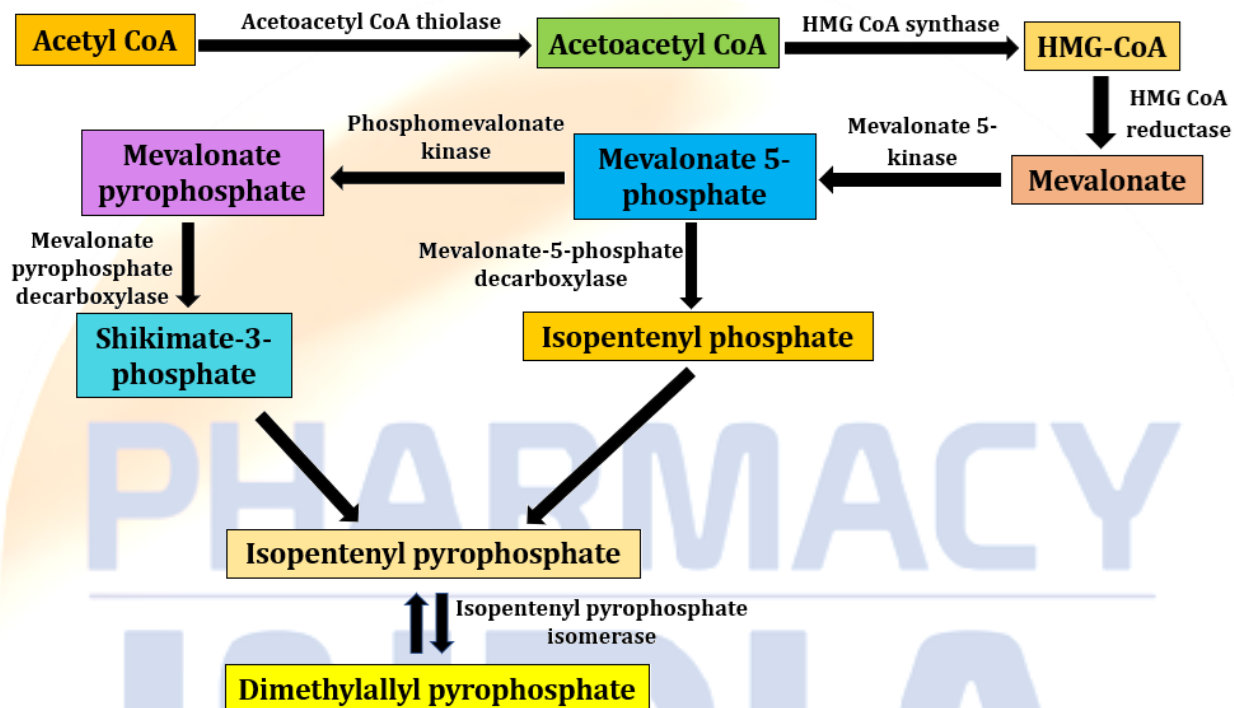 Acetyl CoA
Acetoacetyl CoA thiolase
Acetoacetyl CoA
HMG CoA synthase
HMG-CoA
HMG CoA
reductase
Mevalonate
Mevalonate 5-
kinase
Mevalonate 5-
phosphate
Phosphomevalonate
kinase
Mevalonate
pyrophosphate
Mevalonate
pyrophosphate
decarboxylase
Mevalonate-5-phosphate
decarboxylase
Shikimate-3-
phosphate
Isopentenyl phosphate
PHARMACY
Isopentenyl pyrophosphate
Isopentenyl pyrophosphate
isomerase
Dimethylallyl pyrophosphate